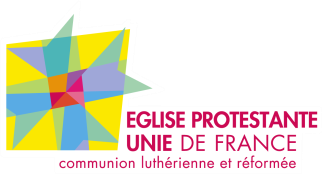 EGLISE PROTESTANTE
UNIE DE FRANCE
communion luthérienne et réformée